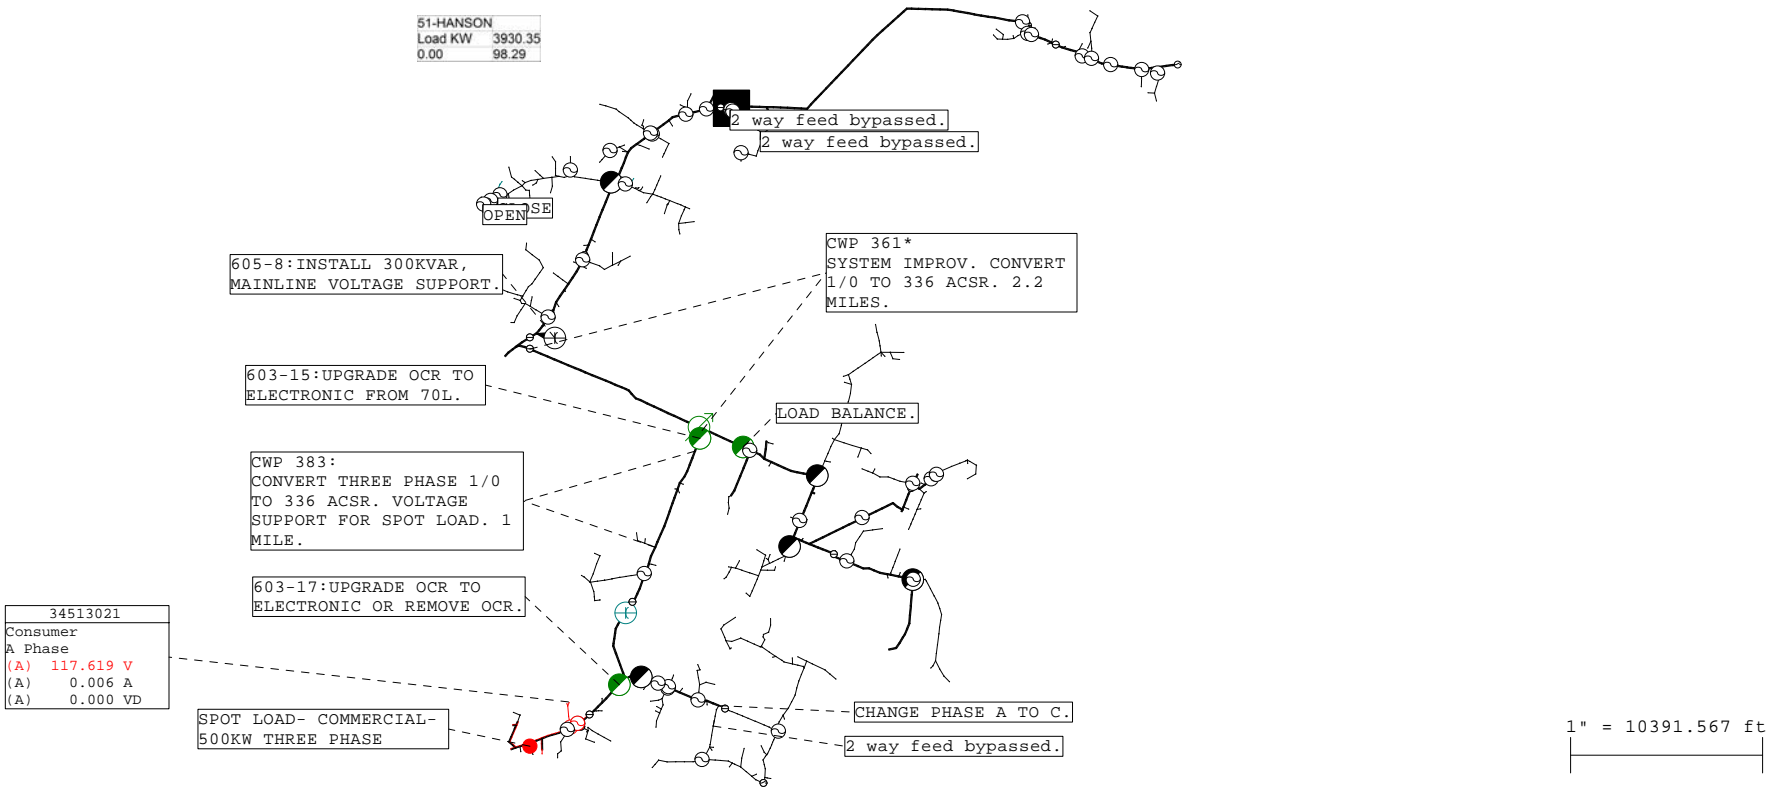 51-HANSON
Load KW 3930.35
0.00 98.29
2 way feed bypassed.
2 way feed bypassed.
OSE
OPEN
605-8:INSTALL 300KVAR,
MAINLINE VOLTAGE SUPPORT.
CWP 361*
SYSTEM IMPROV. CONVERT
1/0 TO 336 ACSR. 2.2
MILES.
603-15:UPGRADE OCR TO
ELECTRONIC FROM 70L.
LOAD BALANCE.
CWP 383:
CONVERT THREE PHASE 1/0
TO 336 ACSR. VOLTAGE
SUPPORT FOR SPOT LOAD. 1
MILE.
603-17:UPGRADE OCR TO
ELECTRONIC OR REMOVE OCR.
34513021
Consumer
A Phase
(A) 117.619 V
(A) 0.006 A
(A) 0.000 VD
SPOT LOAD- COMMERCIAL-
500KW THREE PHASE
CHANGE PHASE A TO C.
2 way feed bypassed.
1" = 10391.567 ft